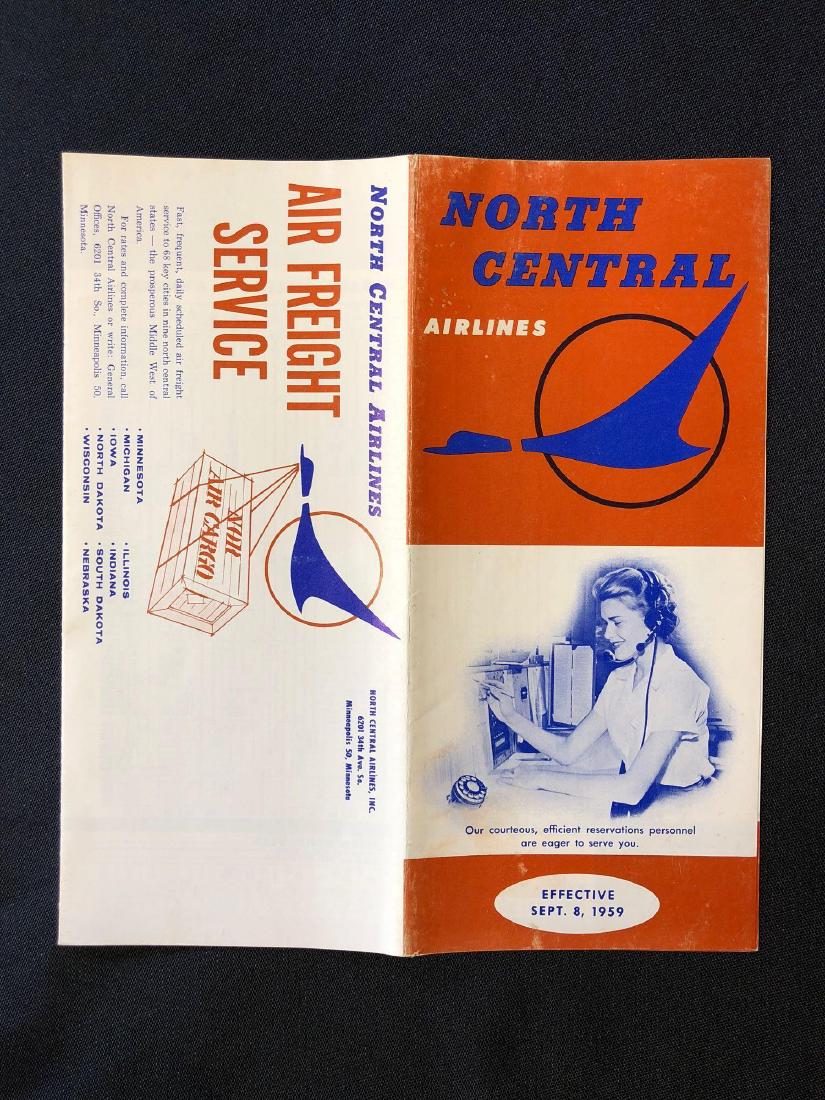 NORTH
CENTRAL
AIRLINES
Our courteous, efficient reservations personnel
are eager to serve you.
EFFECTIVE
SEPT. 8, 1959
NORTH CENTRAL AIRLINES
AIR FREIGHT
SERVICE
Fast, frequent, daily scheduled air freight
service to 68 key cities in nine north central
states — the prosperous Middle West of
America.
For rates and complete information, call
North Central Airlines or write: General
Offices, 6201 34th So., Minneapolis 50,
Minnesota.
• MINNESOTA
• MICHIGAN
• IOWA
• NORTH DAKOTA
• WISCONSIN
• ILLINOIS
• INDIANA
• SOUTH DAKOTA
• NEBRASKA
NOR
AIR CARGO
NORTH CENTRAL AIRLINES, INC.
6201 34th Ave. So.
Minneapolis 50, Minnesota